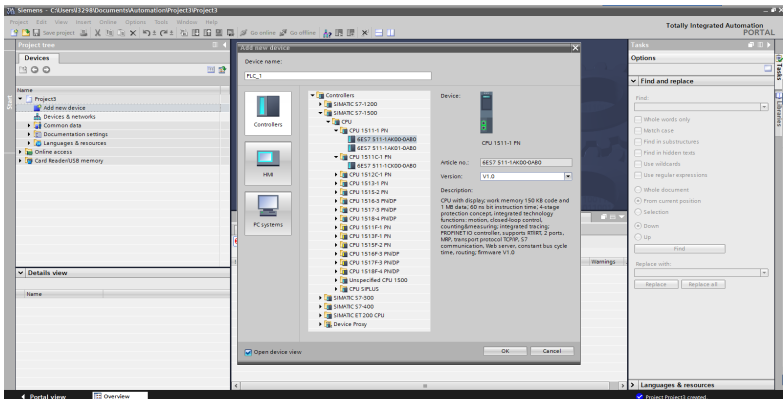 Siemens - C:\Users\I3298\Documents\Automation\Project3\Project3
Project Edit View Insert Online Options Tools Window Help
Save project Go online Go offline
Totally Integrated Automation
PORTAL
Project tree
Devices
Name
Project3
Add new device
Devices & networks
Common data
Documentation settings
Languages & resources
Online access
Card Reader/USB memory
Details view
Name
Start
Add new device
Device name:
PLC_1
Controllers
HMI
PC systems
Controllers
SIMATIC S7-1200
SIMATIC S7-1500
CPU
CPU 1511-1 PN
6ES7 511-1AK00-0AB0
6ES7 511-1AK01-0AB0
CPU 1511C-1 PN
6ES7 511-1CK00-0AB0
CPU 1512C-1 PN
CPU 1513-1 PN
CPU 1515-2 PN
CPU 1516-3 PN/DP
CPU 1517-3 PN/DP
CPU 1518-4 PN/DP
CPU 1511F-1 PN
CPU 1513F-1 PN
CPU 1515F-2 PN
CPU 1516F-3 PN/DP
CPU 1517F-3 PN/DP
CPU 1518F-4 PN/DP
Unspecified CPU 1500
CPU SIPLUS
SIMATIC S7-300
SIMATIC S7-400
SIMATIC ET 200 CPU
Device Proxy
Device:
CPU 1511-1 PN
Article no.: 6ES7 511-1AK00-0AB0
Version: V1.0
Description:
CPU with display; work memory 150 KB code and
1 MB data; 60 ns bit instruction time; 4-stage
protection concept, integrated technology
functions: motion, closed-loop control,
counting&measuring; integrated tracing;
PROFINET IO controller, supports RT/IRT, 2 ports,
MRP, transport protocol TCP/IP, S7
communication, Web server, constant bus cycle
time, routing; firmware V1.0
Open device view
OK Cancel
Warnings
Tasks
Options
Find and replace
Find:
Whole words only
Match case
Find in substructures
Find in hidden texts
Use wildcards
Use regular expressions
Whole document
From current position
Selection
Down
Up
Find
Replace with:
Replace Replace all
Languages & resources
Tasks
Libraries
Portal view Overview
Project Project3 created.